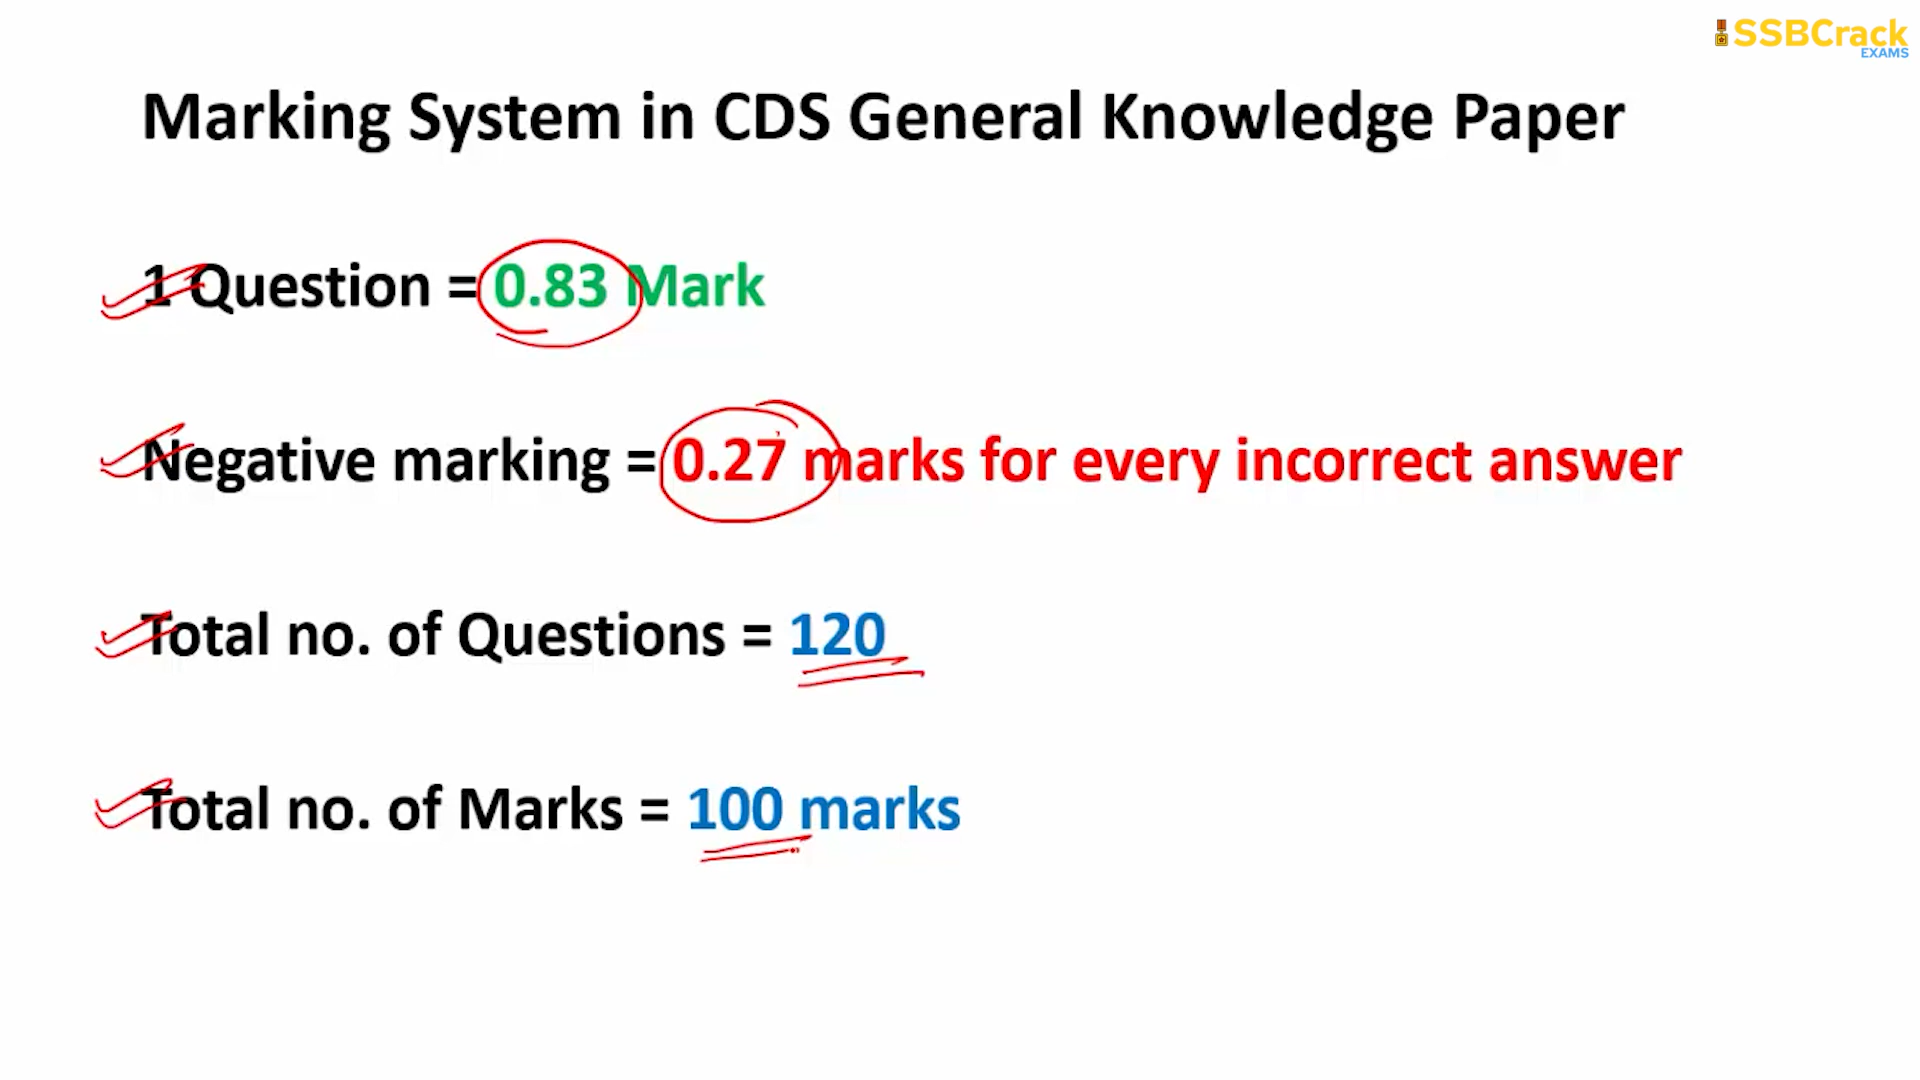 SSBCrack
EXAMS
Marking System in CDS General Knowledge Paper
1 Question = 0.83 Mark
Negative marking = 0.27 marks for every incorrect answer
Total no. of Questions = 120
Total no. of Marks = 100 marks